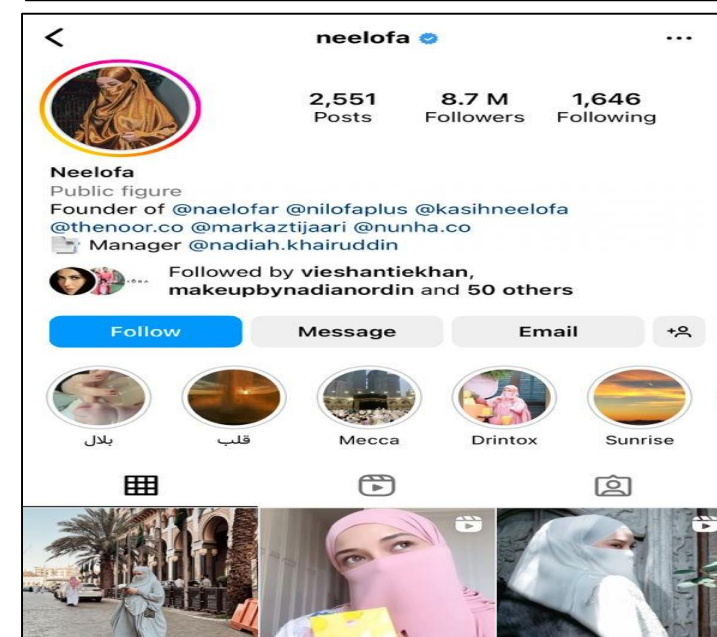 neelofa
2,551 8.7 M 1,646
Posts Followers Following
Neelofa
Public figure
Founder of @naelofar @nilofaplus @kasihneelofa
@thenoor.co @markaztijaari @nunha.co
Manager @nadiah.khairuddin
Followed by vieshantiekhan,
makeupbynadianordin and 50 others
Follow Message Email
بلال قلب Mecca Drintox Sunrise